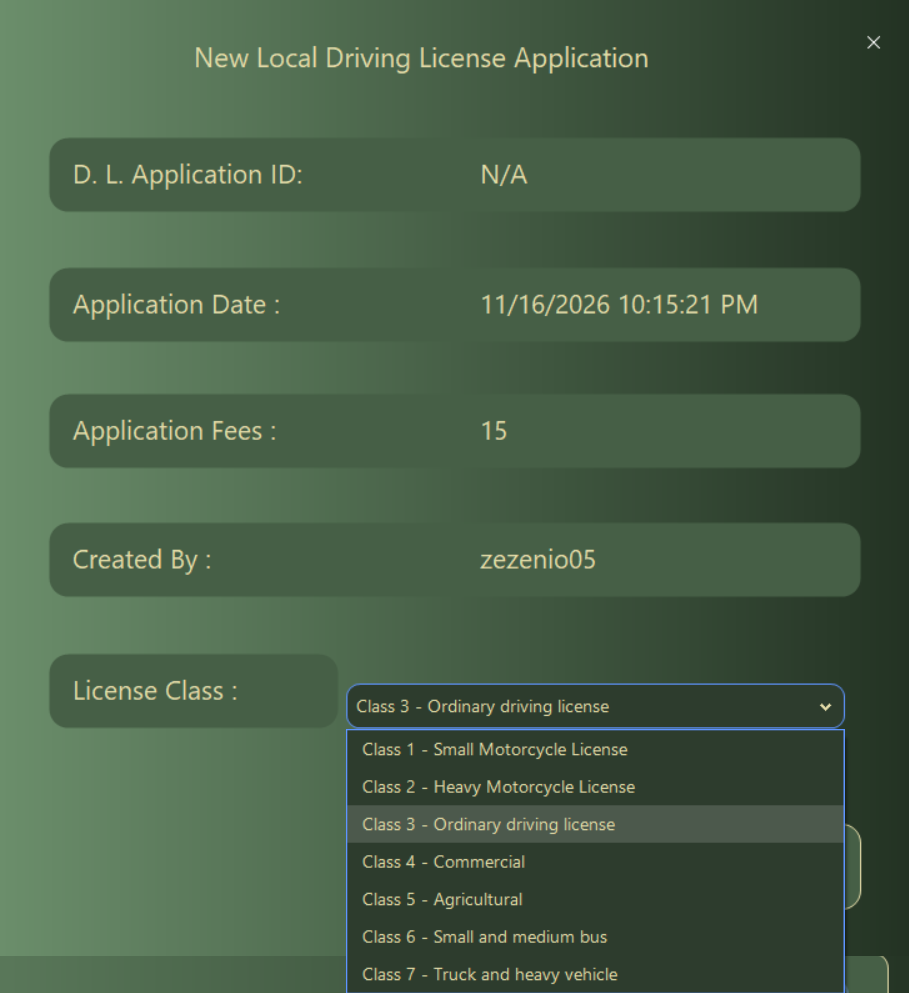 New Local Driving License Application
D. L. Application ID: N/A
Application Date : 11/16/2026 10:15:21 PM
Application Fees : 15
Created By : zezenio05
License Class : Class 3 - Ordinary driving license
Class 1 - Small Motorcycle License
Class 2 - Heavy Motorcycle License
Class 3 - Ordinary driving license
Class 4 - Commercial
Class 5 - Agricultural
Class 6 - Small and medium bus
Class 7 - Truck and heavy vehicle